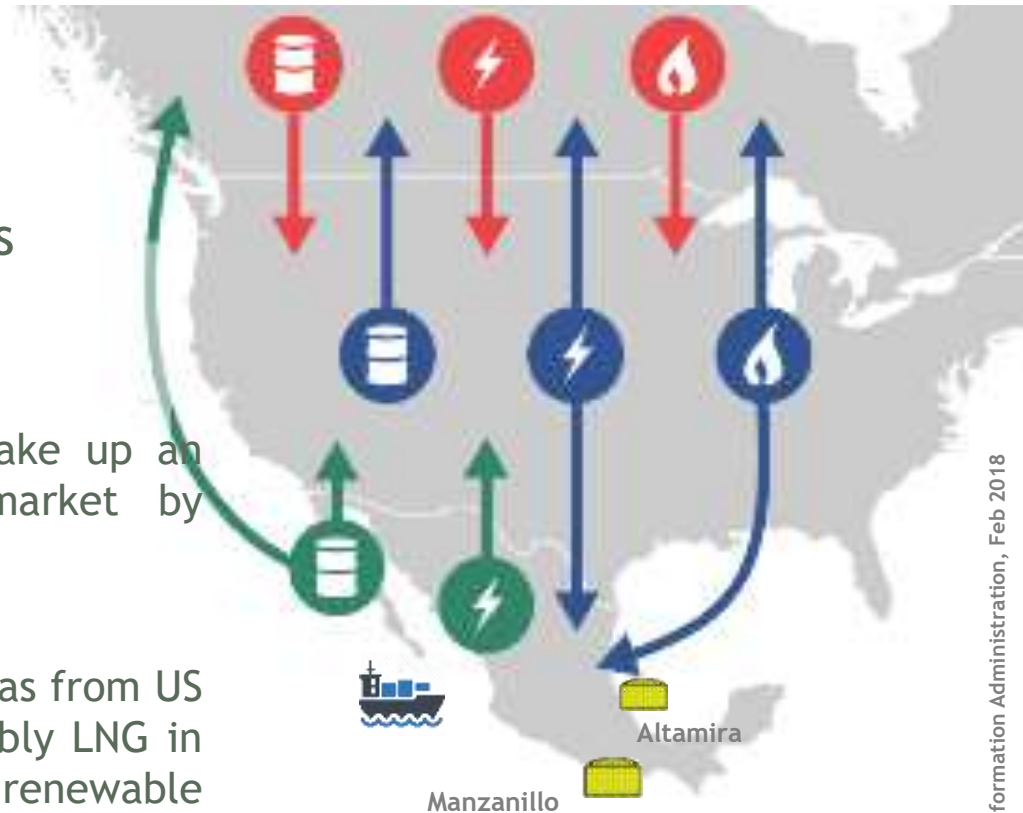 s
ake up an
market by
as from US
bly LNG in
renewable
Altamira
Manzanillo
formation Administration, Feb 2018